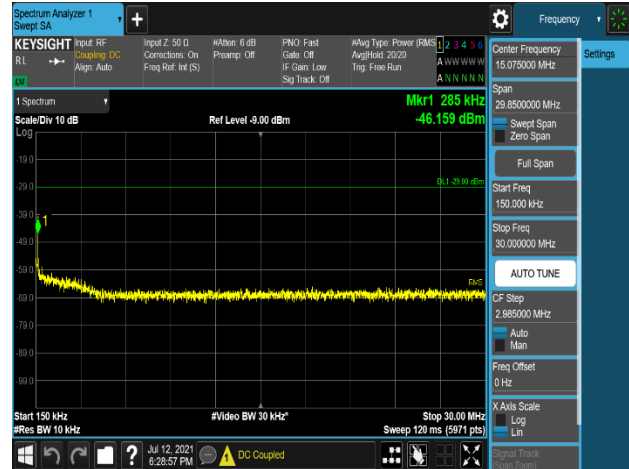 Spectrum Analyzer 1
Swept SA
Frequency
KEYSIGHT
Input: RF
Coupling: DC
Align: Auto
RL
Input Z: 50 Ω
Corrections: On
Freq Ref: Int (S)
#Atten: 6 dB
Preamp: Off
PNO: Fast
Gate: Off
IF Gain: Low
Sig Track: Off
#Avg Type: Power (RMS
Avg|Hold: 20/20
Trig: Free Run
1 2 3 4 5 6
A W W W W W
A N N N N N
Center Frequency
15.075000 MHz
Settings
1 Spectrum
Mkr1 285 kHz
-46.159 dBm
Scale/Div 10 dB
Ref Level -9.00 dBm
Log
-19.0
-29.0
-39.0
-49.0
-59.0
-69.0
-79.0
-89.0
-99.0
DL1 -29.00 dBm
1
RMS
Start 150 kHz
#Video BW 30 kHz*
Stop 30.00 MHz
#Res BW 10 kHz
Sweep 120 ms (5971 pts)
Span
29.8500000 MHz
Swept Span
Zero Span
Full Span
Start Freq
150.000 kHz
Stop Freq
30.000000 MHz
AUTO TUNE
CF Step
2.985000 MHz
Auto
Man
Freq Offset
0 Hz
X Axis Scale
Log
Lin
Signal Track
(Span Zoom)
?
Jul 12, 2021
6:28:57 PM
DC Coupled